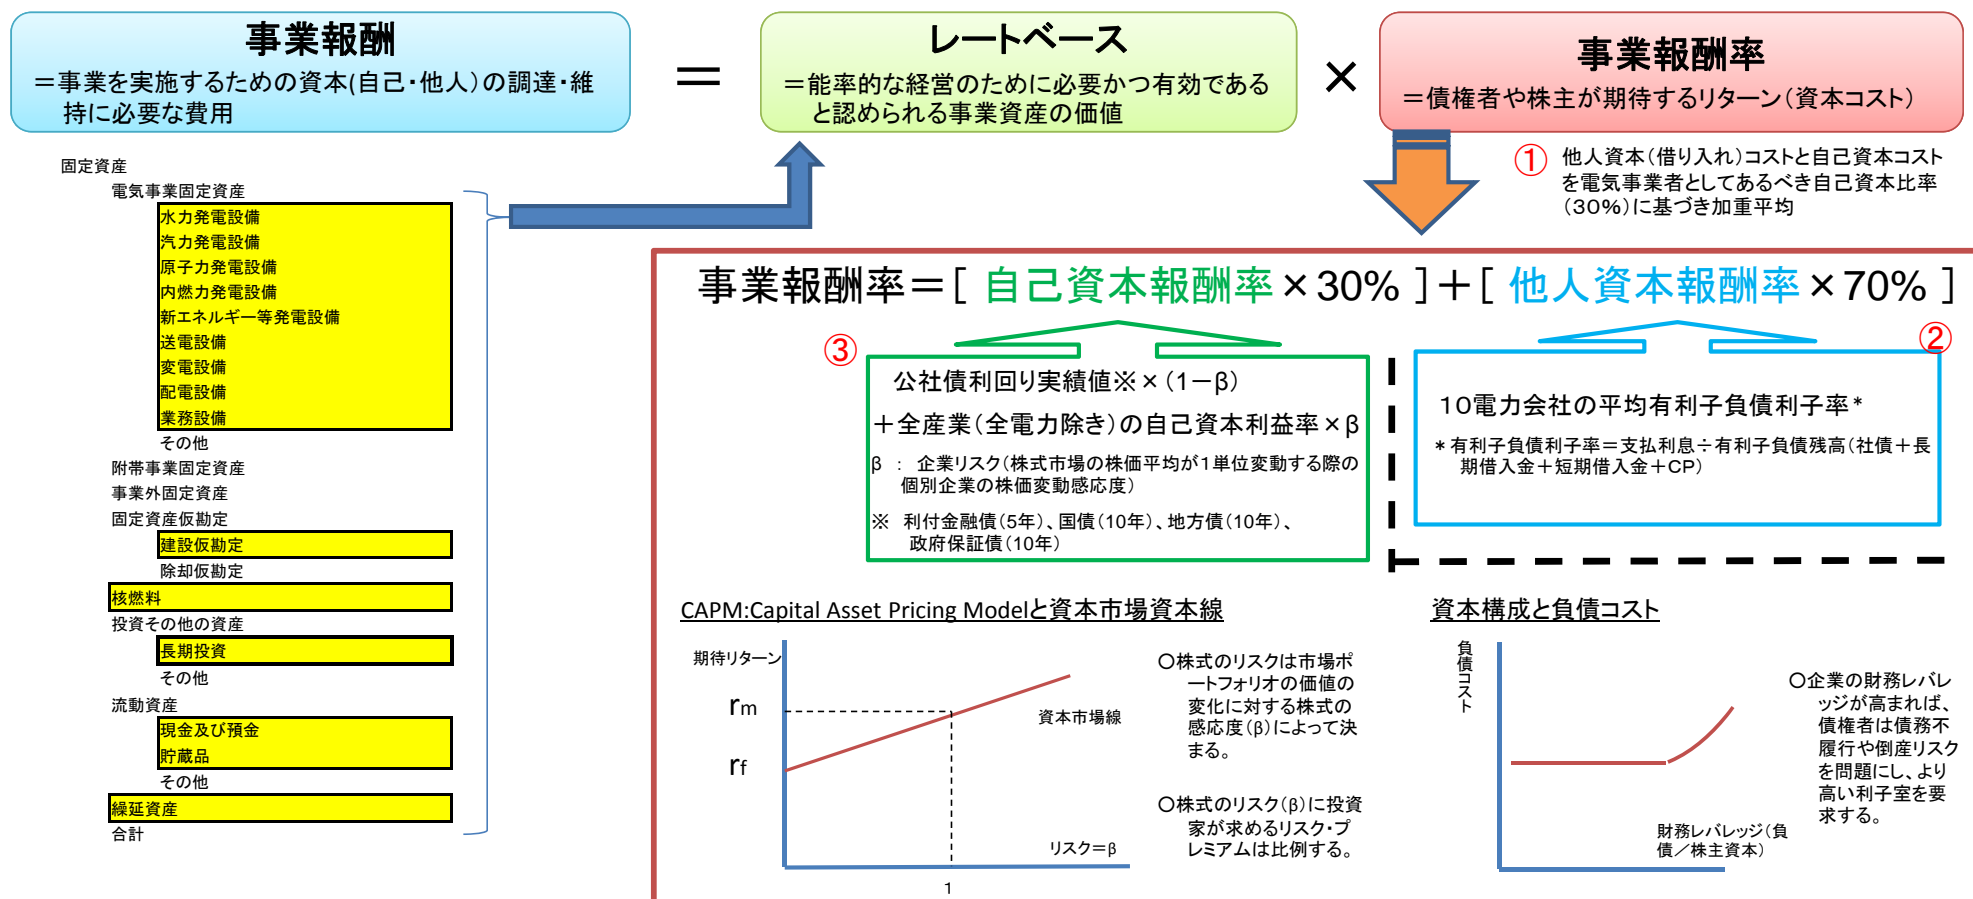 事業報酬
＝事業を実施するための資本(自己・他人)の調達・維
持に必要な費用
＝
レートベース
＝能率的な経営のために必要かつ有効である
と認められる事業資産の価値
×
事業報酬率
＝債権者や株主が期待するリターン（資本コスト）
固定資産
電気事業固定資産
水力発電設備
汽力発電設備
原子力発電設備
内燃力発電設備
新エネルギー等発電設備
送電設備
変電設備
配電設備
業務設備
その他
附帯事業固定資産
事業外固定資産
固定資産仮勘定
建設仮勘定
除却仮勘定
核燃料
投資その他の資産
長期投資
その他
流動資産
現金及び預金
貯蔵品
その他
繰延資産
合計
① 他人資本（借り入れ）コストと自己資本コスト
を電気事業者としてあるべき自己資本比率
（30％）に基づき加重平均
事業報酬率＝[ 自己資本報酬率×30% ]＋[ 他人資本報酬率×70% ]
③
公社債利回り実績値※×（1－β）
＋全産業（全電力除き）の自己資本利益率×β
β ： 企業リスク（株式市場の株価平均が１単位変動する際の
個別企業の株価変動感応度）
※ 利付金融債（5年）、国債（10年）、地方債（10年）、
政府保証債（10年）
②
１０電力会社の平均有利子負債利子率*
*有利子負債利子率＝支払利息÷有利子負債残高（社債＋長
期借入金＋短期借入金＋CP）
CAPM:Capital Asset Pricing Modelと資本市場資本線
期待リターン
rm
rf
資本市場線
リスク＝β
1
○株式のリスクは市場ポ
ートフォリオの価値の
変化に対する株式の
感応度（β）によって決
まる。
○株式のリスク（β）に投資
家が求めるリスク・プ
レミアムは比例する。
資本構成と負債コスト
負債コスト
財務レバレッジ（負
債／株主資本）
○企業の財務レバレ
ッジが高まれば、
債権者は債務不
履行や倒産リスク
を問題にし、より
高い利子室を要
求する。